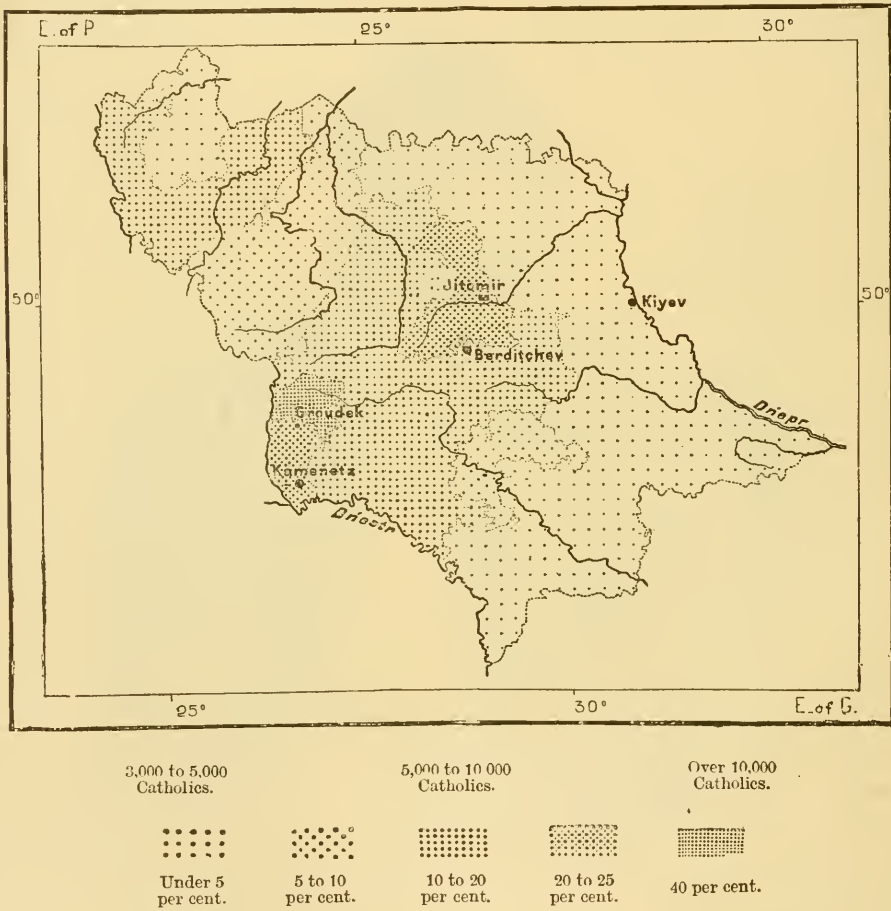 E. of P. 25° 30°
50° 50°
Jitomir
Kiyev
Berditchev
Groudek
Dniepr
Kamenetz
Dniestr
25° 30° E. of G.
3,000 to 5,000 5,000 to 10 000 Over 10,000
Catholics. Catholics. Catholics.
Under 5 5 to 10 10 to 20 20 to 25 40 per cent.
per cent. per cent. per cent. per cent.